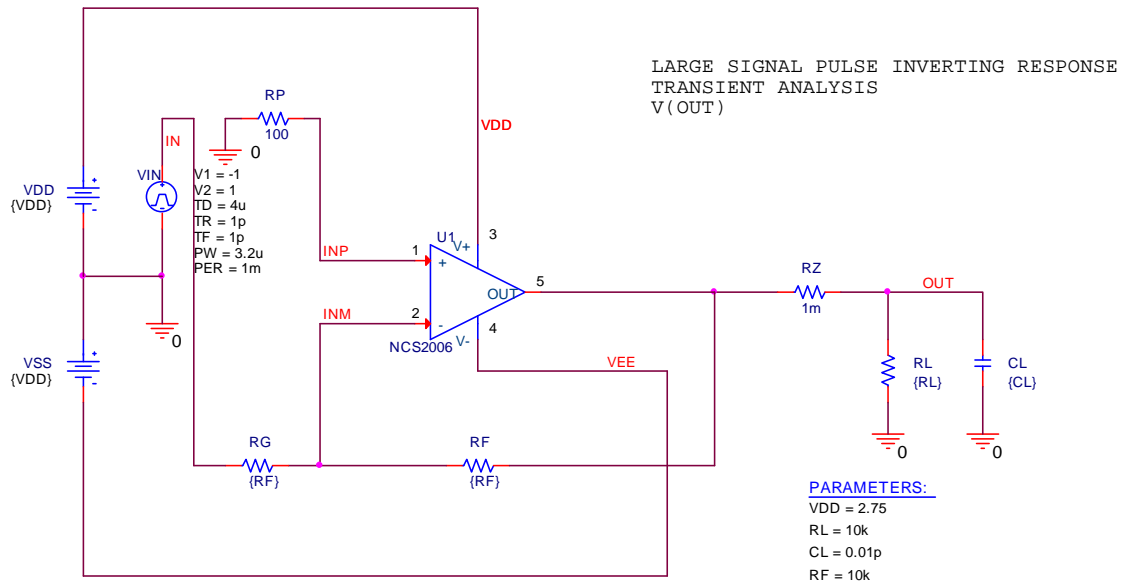 LARGE SIGNAL PULSE INVERTING RESPONSE
TRANSIENT ANALYSIS
V(OUT)
RP
100
0
VDD
IN
VIN
V1 = -1
V2 = 1
TD = 4u
TR = 1p
TF = 1p
PW = 3.2u
PER = 1m
VDD
{VDD}
0
VSS
{VDD}
INP
INM
U1
V+
V-
+
-
OUT
1
2
3
4
5
NCS2006
VEE
RZ
1m
OUT
RL
{RL}
CL
{CL}
0
0
RG
{RF}
RF
{RF}
PARAMETERS:
VDD = 2.75
RL = 10k
CL = 0.01p
RF = 10k